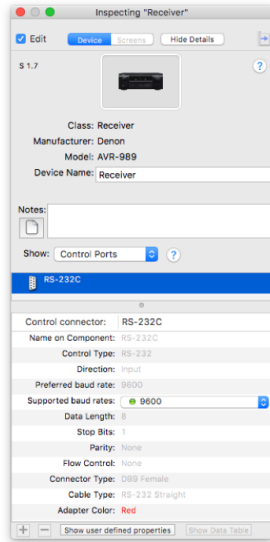 Inspecting "Receiver"
Edit Device Screens Hide Details
S 1.7 ?
Class: Receiver
Manufacturer: Denon
Model: AVR-989
Device Name: Receiver
Notes:
Show: Control Ports ?
RS-232C
Control connector: RS-232C
Name on Component: RS-232C
Control Type: RS-232
Direction: Input
Preferred baud rate: 9600
Supported baud rates: 9600
Data Length: 8
Stop Bits: 1
Parity: None
Flow Control: None
Connector Type: DB9 Female
Cable Type: RS-232 Straight
Adapter Color: Red
+ − Show user defined properties Show Data Table